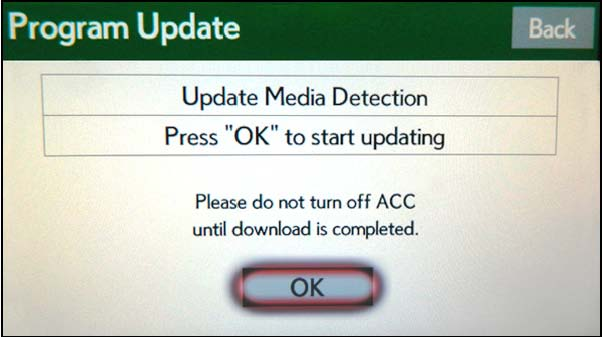 Program Update
Back
Update Media Detection
Press "OK" to start updating
Please do not turn off ACC
until download is completed.
OK